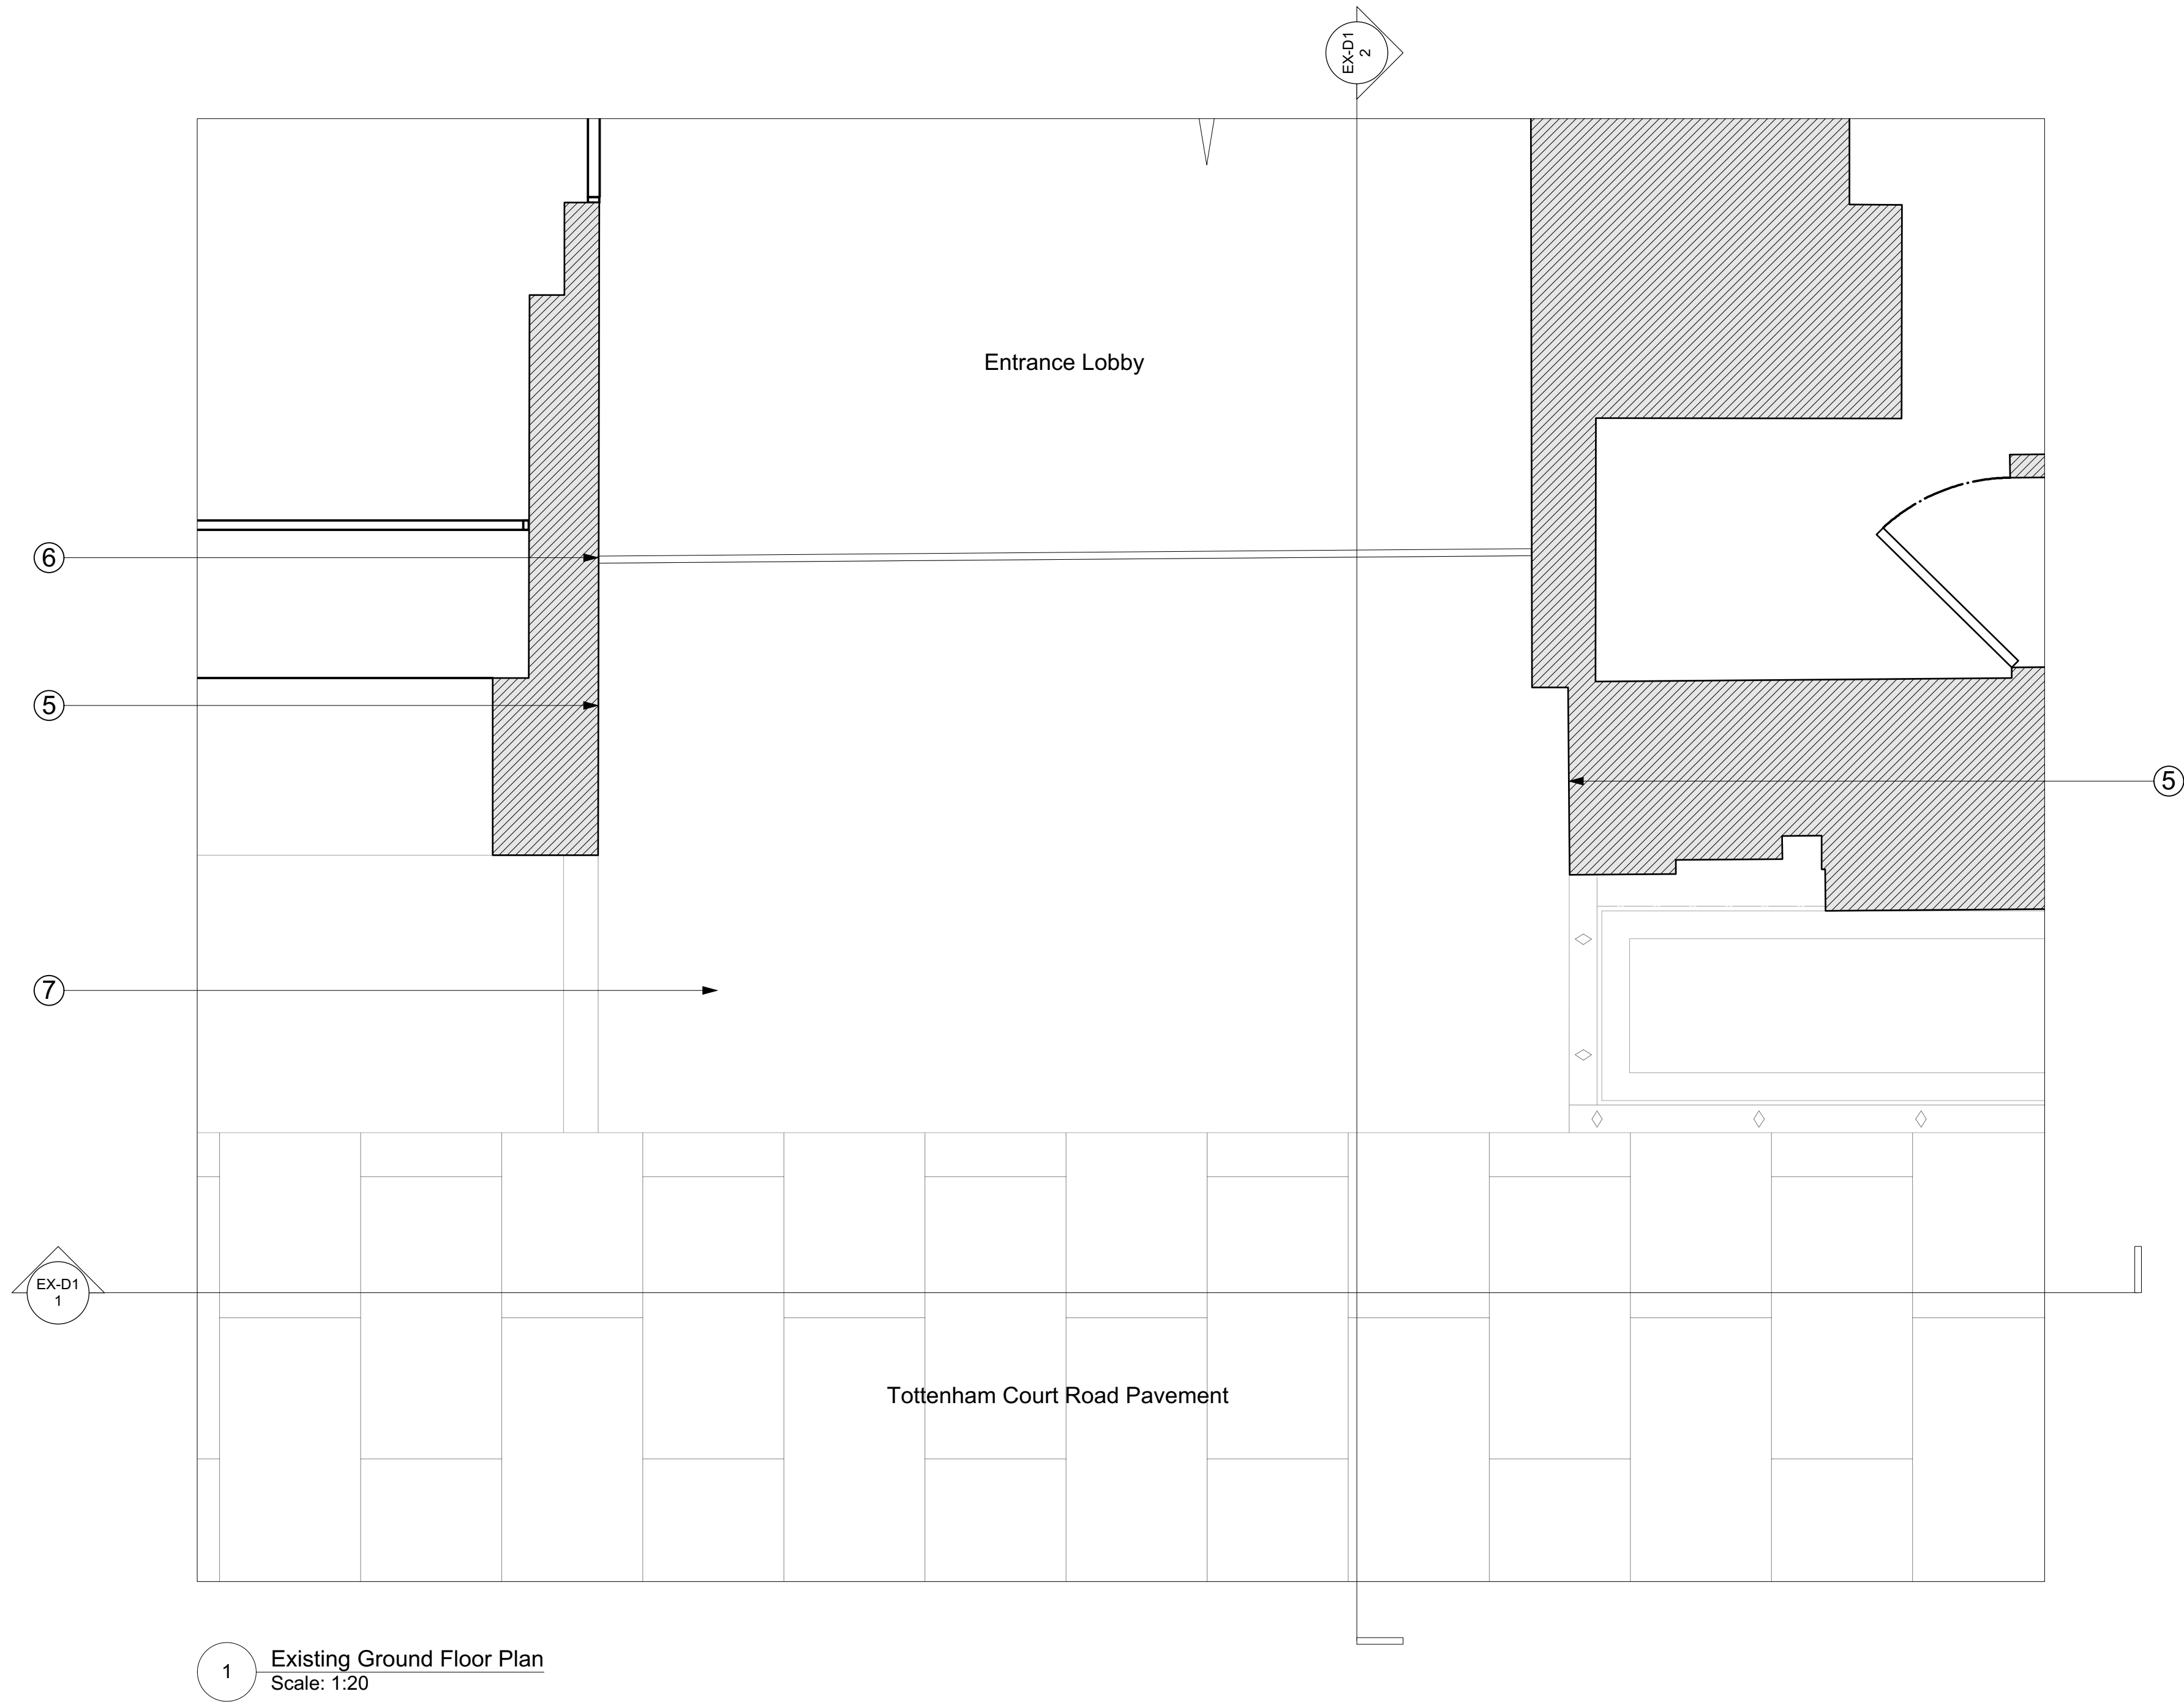 EX-D1
2
Entrance Lobby
6
5
5
7
EX-D1
1
Tottenham Court Road Pavement
1
Existing Ground Floor Plan
Scale: 1:20